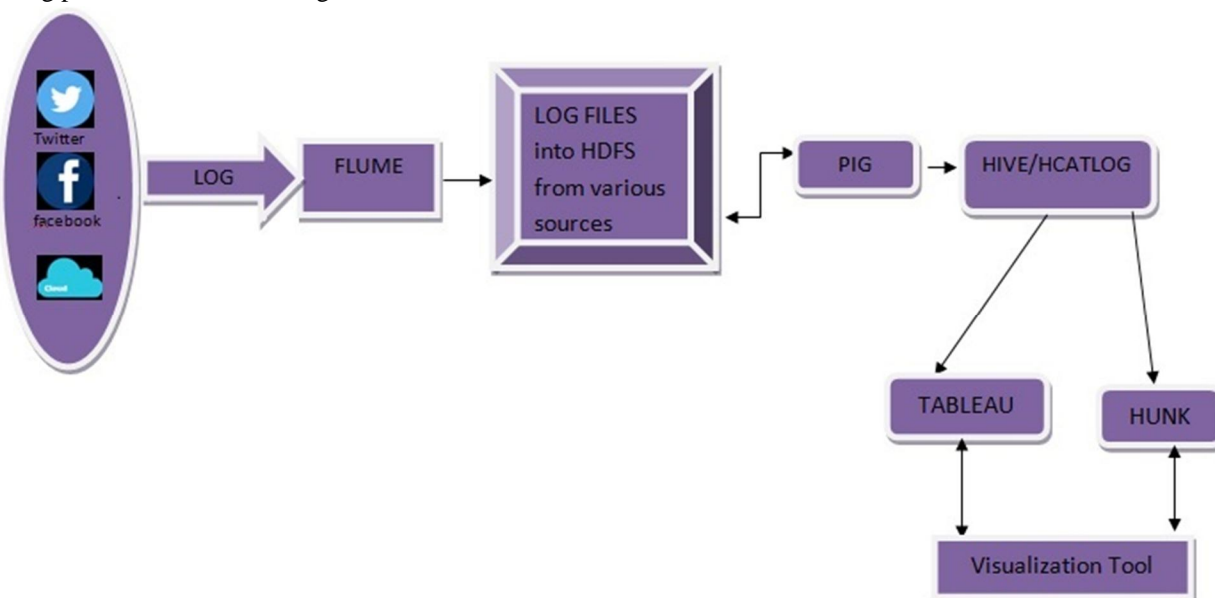 Twitter
facebook
Cloud
LOG
FLUME
LOG FILES
into HDFS
from various
sources
PIG
HIVE/HCATLOG
TABLEAU
HUNK
Visualization Tool